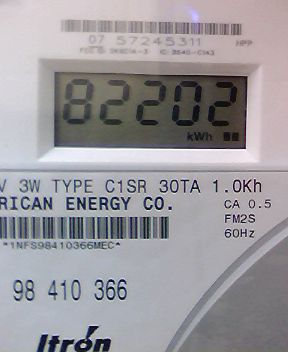 07 57245311 HPP
82202
kWh
V 3W TYPE C1SR 30TA 1.0Kh
RICAN ENERGY CO. CA 0.5
FM2S
*1NFS98410366MEC* 60Hz
98 410 366
Itron